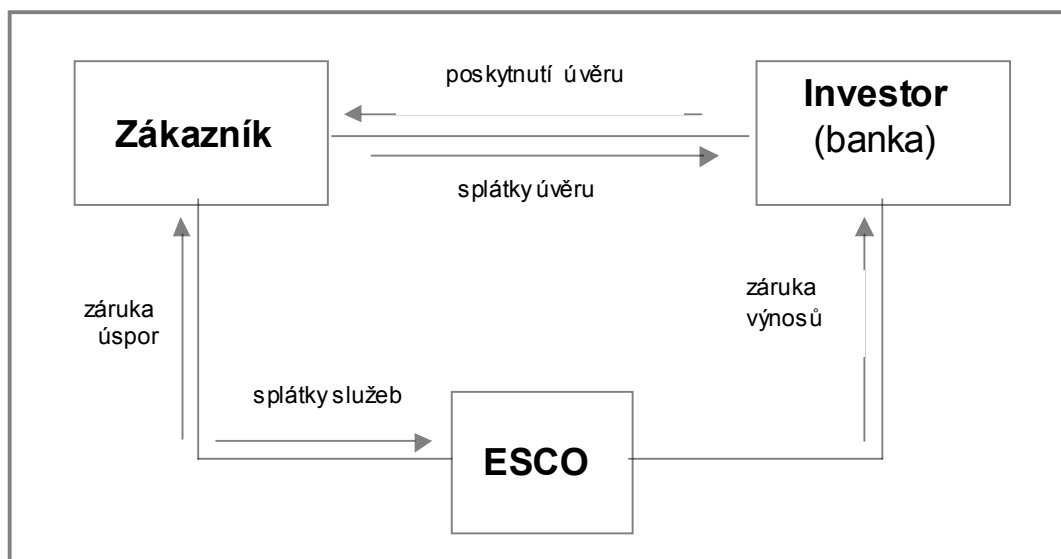 poskytnutí úvěru
Zákazník
Investor
(banka)
splátky úvěru
záruka
úspor
záruka
výnosů
splátky služeb
ESCO